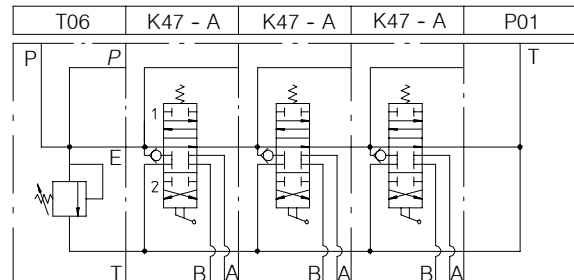 T06 K47 - A K47 - A K47 - A P01
P P T
1
E
2
T B A B A B A